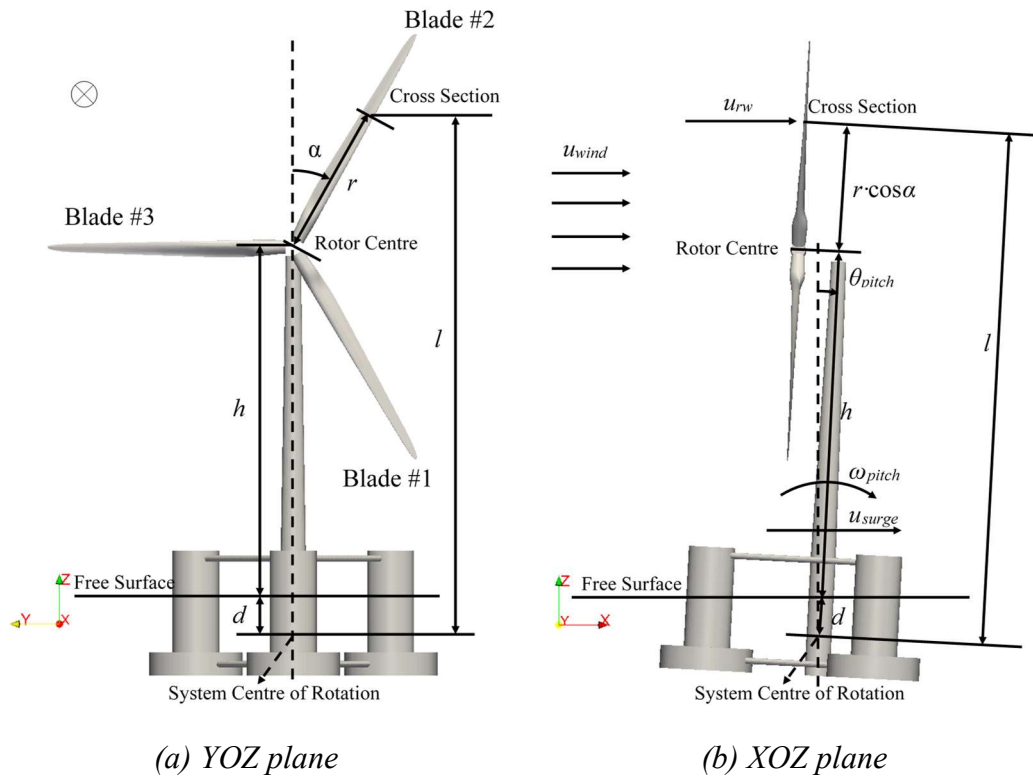 Blade #2
Cross Section
α
r
Blade #3
Rotor Centre
l
h
Blade #1
Free Surface
Z
Y
X
d
System Centre of Rotation
(a) YOZ plane
u_rw
Cross Section
u_wind
r·cosα
Rotor Centre
θ_pitch
l
h
ω_pitch
u_surge
Free Surface
Z
Y
X
d
System Centre of Rotation
(b) XOZ plane